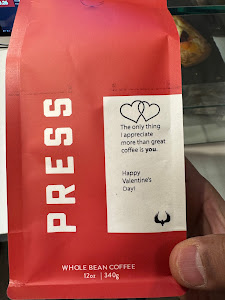 PRESS
The only thing
I appreciate
more than great
coffee is you.
Happy
Valentine's
Day!
WHOLE BEAN COFFEE
12oz | 340g